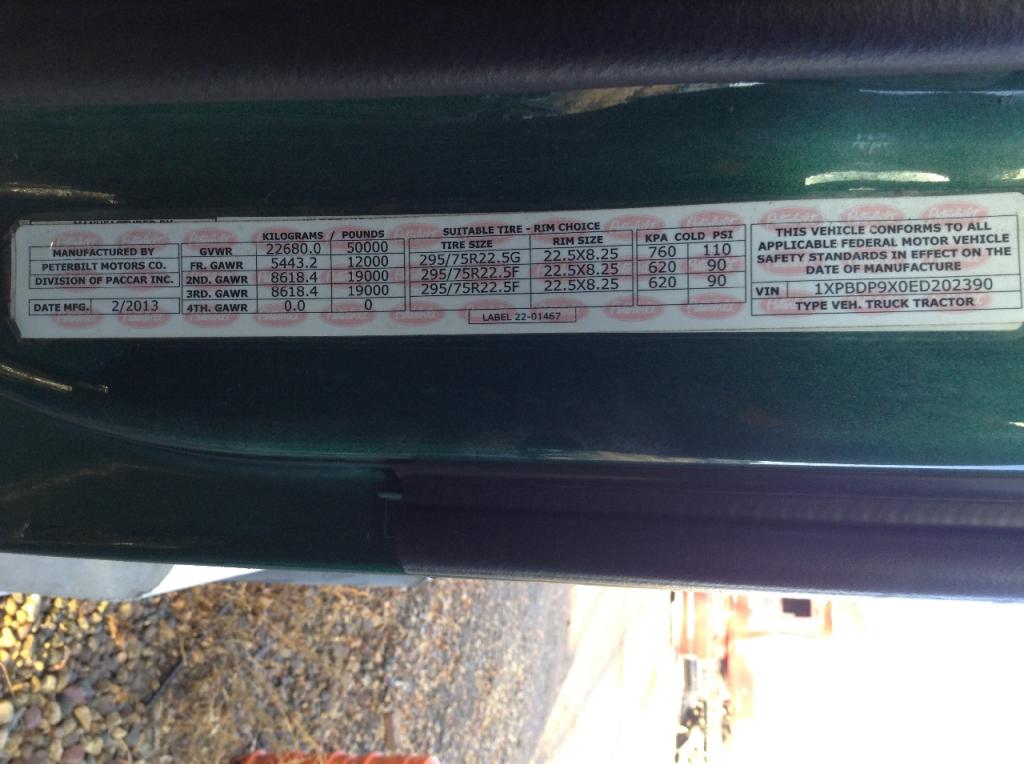 MANUFACTURED BY
PETERBILT MOTORS CO.
DIVISION OF PACCAR INC.
DATE MFG. 2/2013
KILOGRAMS / POUNDS
GVWR 22680.0 50000
FR. GAWR 5443.2 12000
2ND. GAWR 8618.4 19000
3RD. GAWR 8618.4 19000
4TH. GAWR 0.0 0
SUITABLE TIRE - RIM CHOICE
TIRE SIZE RIM SIZE KPA COLD PSI
295/75R22.5G 22.5X8.25 760 110
295/75R22.5F 22.5X8.25 620 90
295/75R22.5F 22.5X8.25 620 90
LABEL 22-01467
THIS VEHICLE CONFORMS TO ALL
APPLICABLE FEDERAL MOTOR VEHICLE
SAFETY STANDARDS IN EFFECT ON THE
DATE OF MANUFACTURE
VIN 1XPBDP9X0ED202390
TYPE VEH. TRUCK TRACTOR